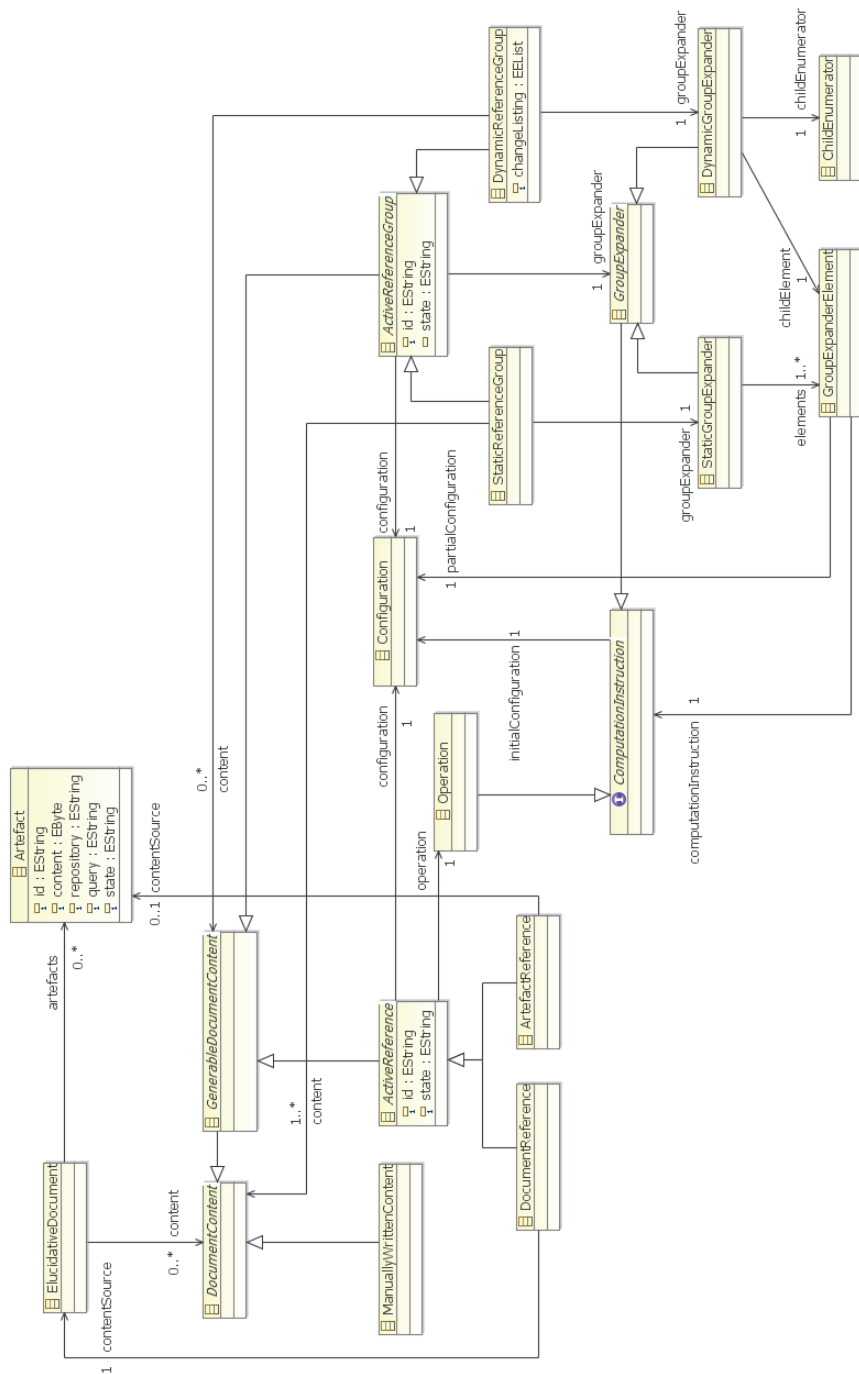 ElucidativeDocument
artefacts
0..*
Artefact
id : EString
content : EByte
repository : EString
query : EString
state : EString
1 contentSource
0..* content
0..1 contentSource
DocumentContent
GenerableDocumentContent
0..*
content
1..*
content
ManuallyWrittenContent
ActiveReference
id : EString
state : EString
configuration
1
Configuration
configuration
1
ActiveReferenceGroup
id : EString
state : EString
operation
1
Operation
DocumentReference
ArtefactReference
initialConfiguration 1
1 partialConfiguration
StaticReferenceGroup
DynamicReferenceGroup
changeListing : EEList
1 groupExpander
ComputationInstruction
GroupExpander
groupExpander 1
1 groupExpander
StaticGroupExpander
DynamicGroupExpander
computationInstruction 1
elements 1..*
childElement 1
1 childEnumerator
GroupExpanderElement
ChildEnumerator